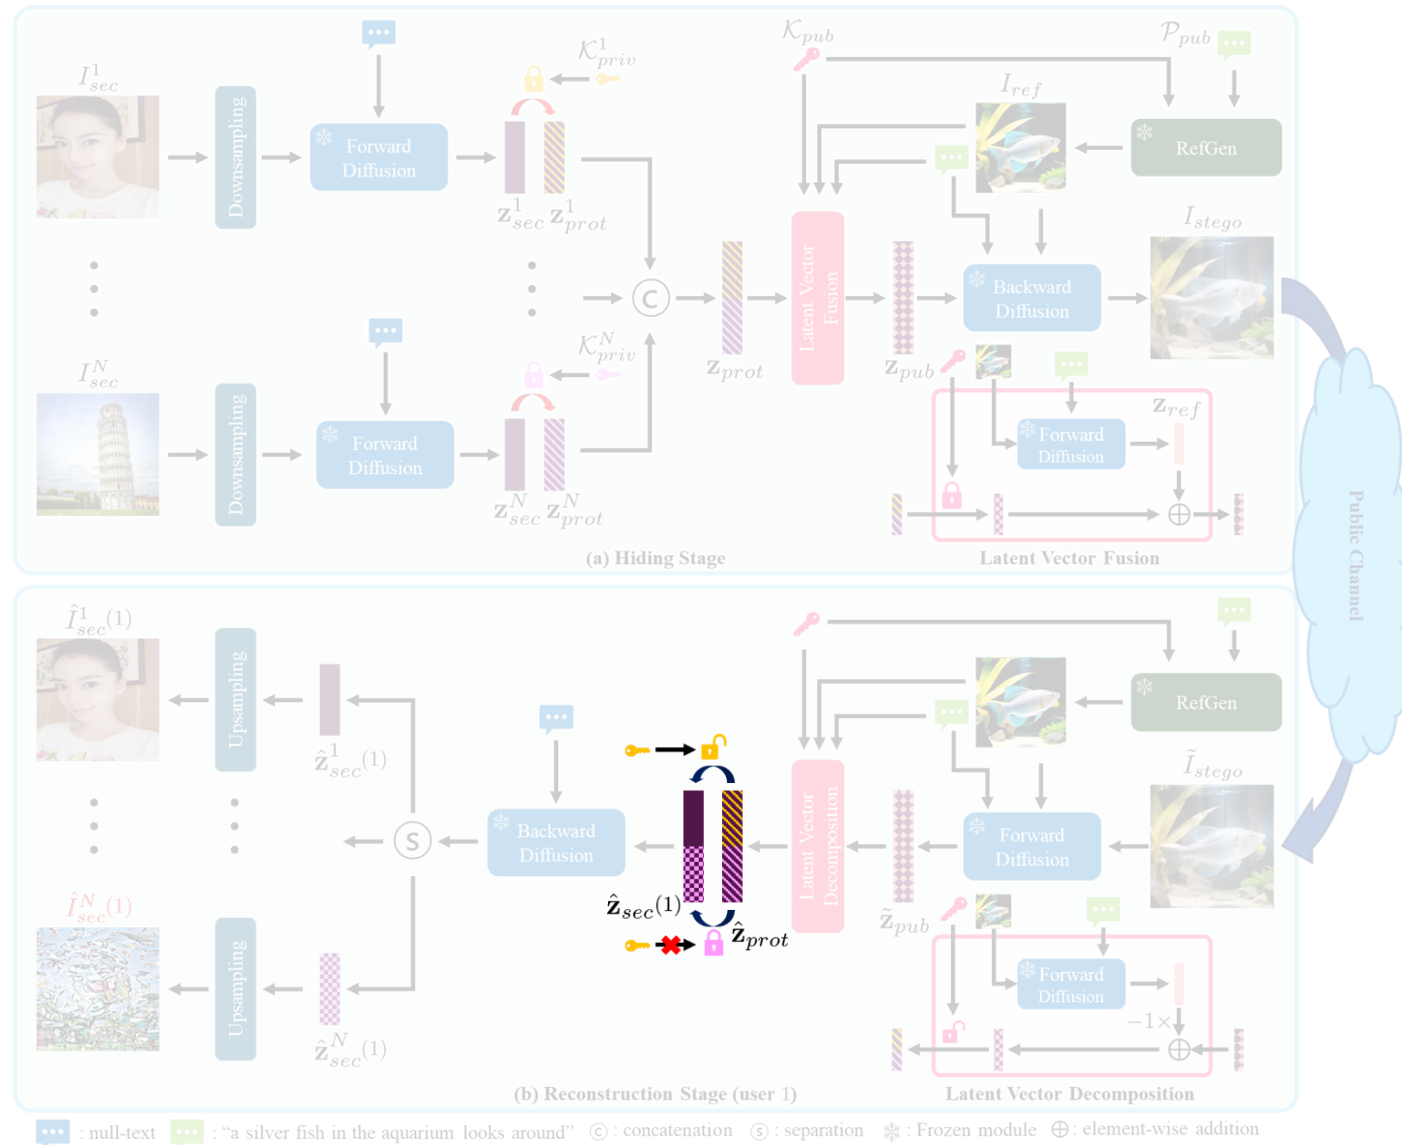 K_pub
P_pub
K^1_priv
I^1_sec
I_ref
Downsampling
Forward
Diffusion
RefGen
z^1_sec z^1_prot
I_stego
Latent Vector
Fusion
Backward
Diffusion
C
K^N_priv
z_prot
z_pub
I^N_sec
z_ref
Downsampling
Forward
Diffusion
Forward
Diffusion
z^N_sec z^N_prot
(a) Hiding Stage
Latent Vector Fusion
Public Channel
Î^1_sec(1)
Upsampling
RefGen
ẑ^1_sec(1)
Ĩ_stego
Latent Vector
Decomposition
S
Backward
Diffusion
Forward
Diffusion
ẑ_sec(1)
ẑ_prot
z̃_pub
Î^N_sec(1)
Upsampling
Forward
Diffusion
−1×
ẑ^N_sec(1)
(b) Reconstruction Stage (user 1)
Latent Vector Decomposition
: null-text : “a silver fish in the aquarium looks around” C : concatenation S : separation : Frozen module ⊕ : element-wise addition